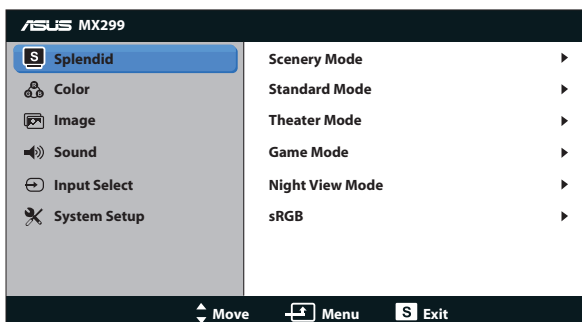 ASUS MX299
S Splendid
Color
Image
Sound
Input Select
System Setup
Scenery Mode
Standard Mode
Theater Mode
Game Mode
Night View Mode
sRGB
Move Menu S Exit